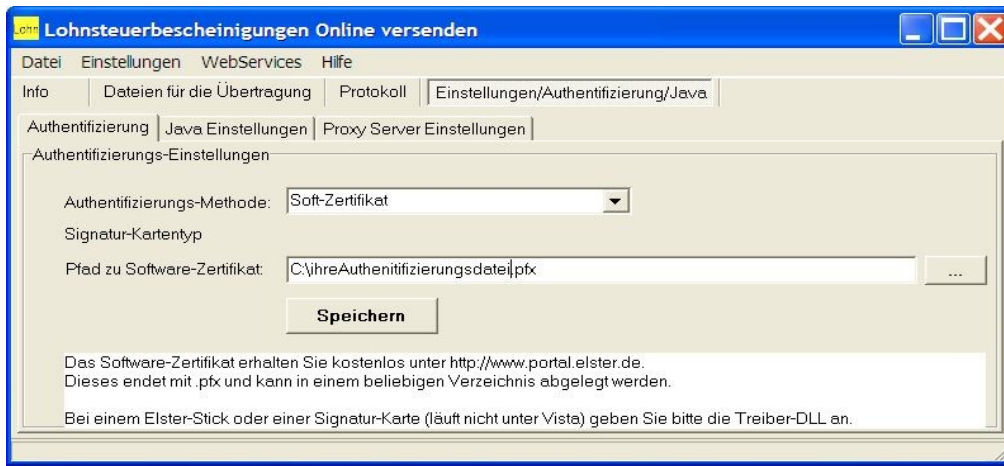 Lohn Lohnsteuerbescheinigungen Online versenden
Datei Einstellungen WebServices Hilfe
Info Dateien für die Übertragung Protokoll Einstellungen/Authentifizierung/Java
Authentifizierung Java Einstellungen Proxy Server Einstellungen
Authentifizierungs-Einstellungen
Authentifizierungs-Methode: Soft-Zertifikat
Signatur-Kartentyp
Pfad zu Software-Zertifikat: C:\ihreAuthenitifizierungsdatei.pfx ...
Speichern
Das Software-Zertifikat erhalten Sie kostenlos unter http://www.portal.elster.de.
Dieses endet mit .pfx und kann in einem beliebigen Verzeichnis abgelegt werden.
Bei einem Elster-Stick oder einer Signatur-Karte (läuft nicht unter Vista) geben Sie bitte die Treiber-DLL an.